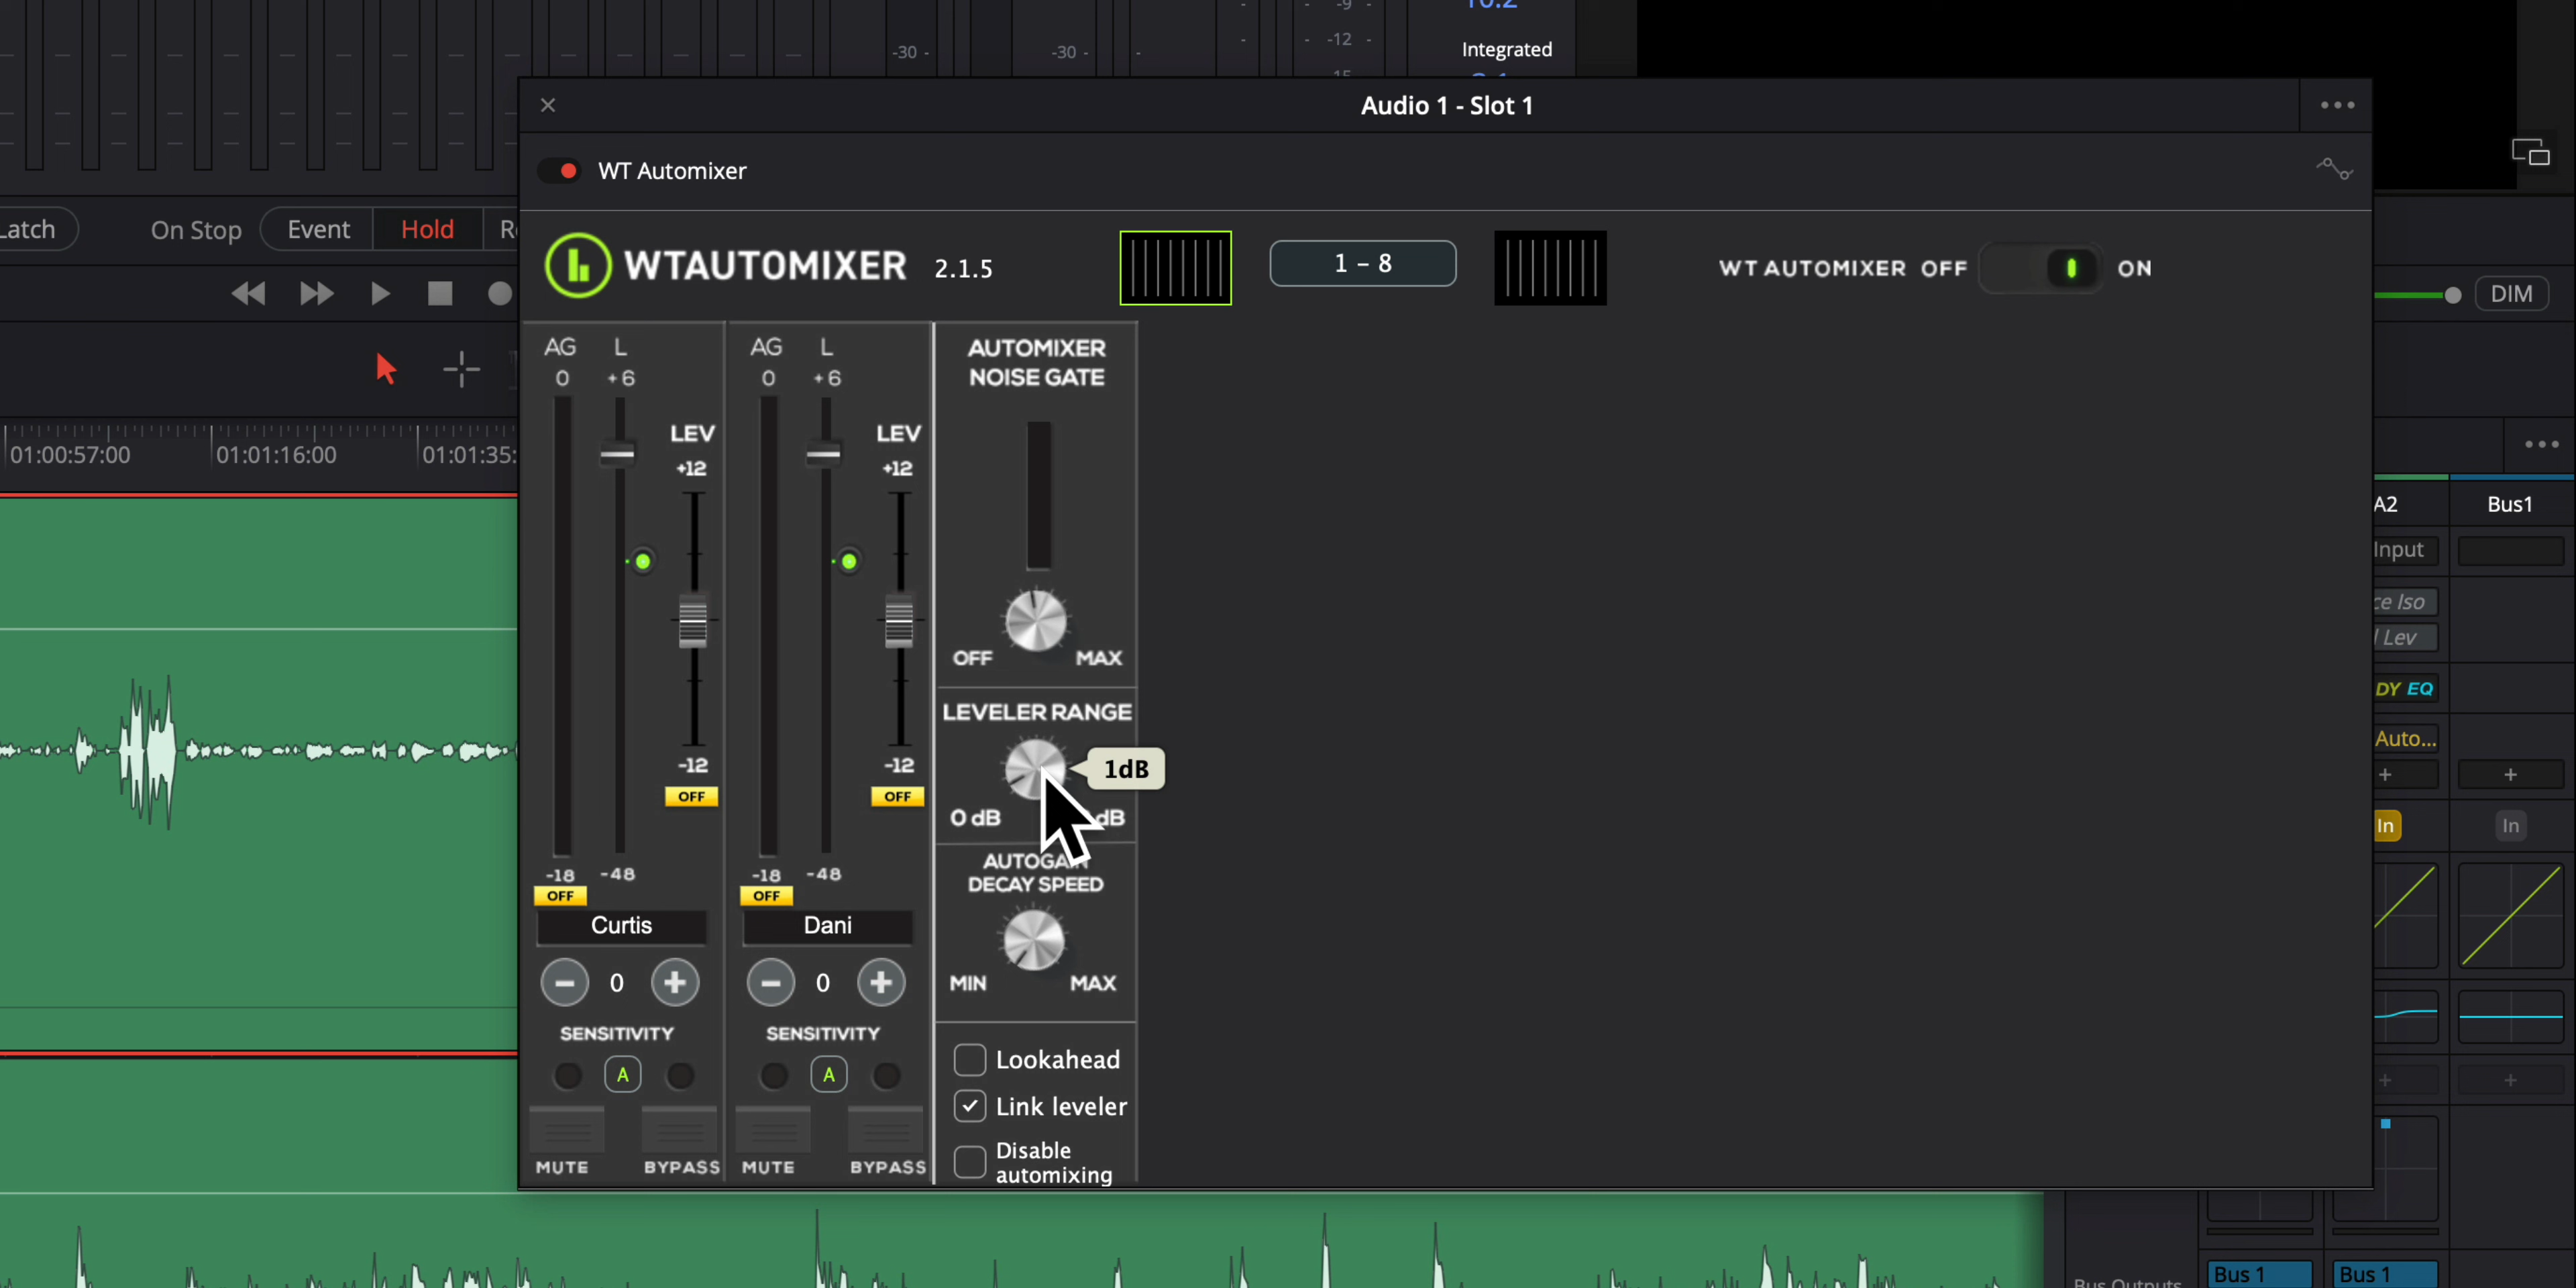 -9
-12
-30
-30
Integrated
Audio 1 - Slot 1
WT Automixer
Latch
On Stop
Event
Hold
WTAUTOMIXER 2.1.5
1 – 8
WT AUTOMIXER OFF
ON
DIM
AG L AG L
0 +6 0 +6
LEV LEV
+12 +12
AUTOMIXER
NOISE GATE
01:00:57:00
01:01:16:00
01:01:35:
A2
Bus1
Input
OFF MAX
DY EQ
LEVELER RANGE
1dB
0 dB dB
Auto...
+ +
-12 -12
OFF OFF
In In
-18 -48 -18 -48
OFF OFF
AUTOGAIN
DECAY SPEED
Curtis
Dani
MIN MAX
0 0
SENSITIVITY SENSITIVITY
A A
Lookahead
Link leveler
Disable
automixing
+ +
MUTE BYPASS MUTE BYPASS
Bus Outputs
Bus 1
Bus 1